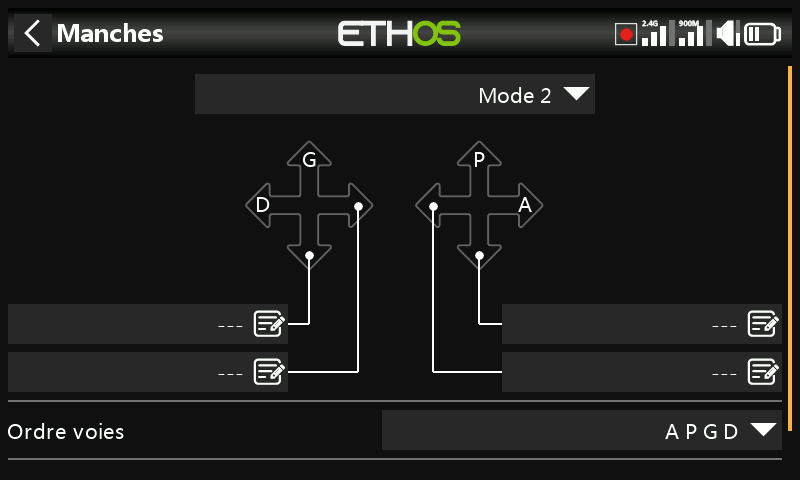 Manches
ETHOS
2.4G
900M
Mode 2
G
P
D
A
---
---
---
---
Ordre voies
A P G D